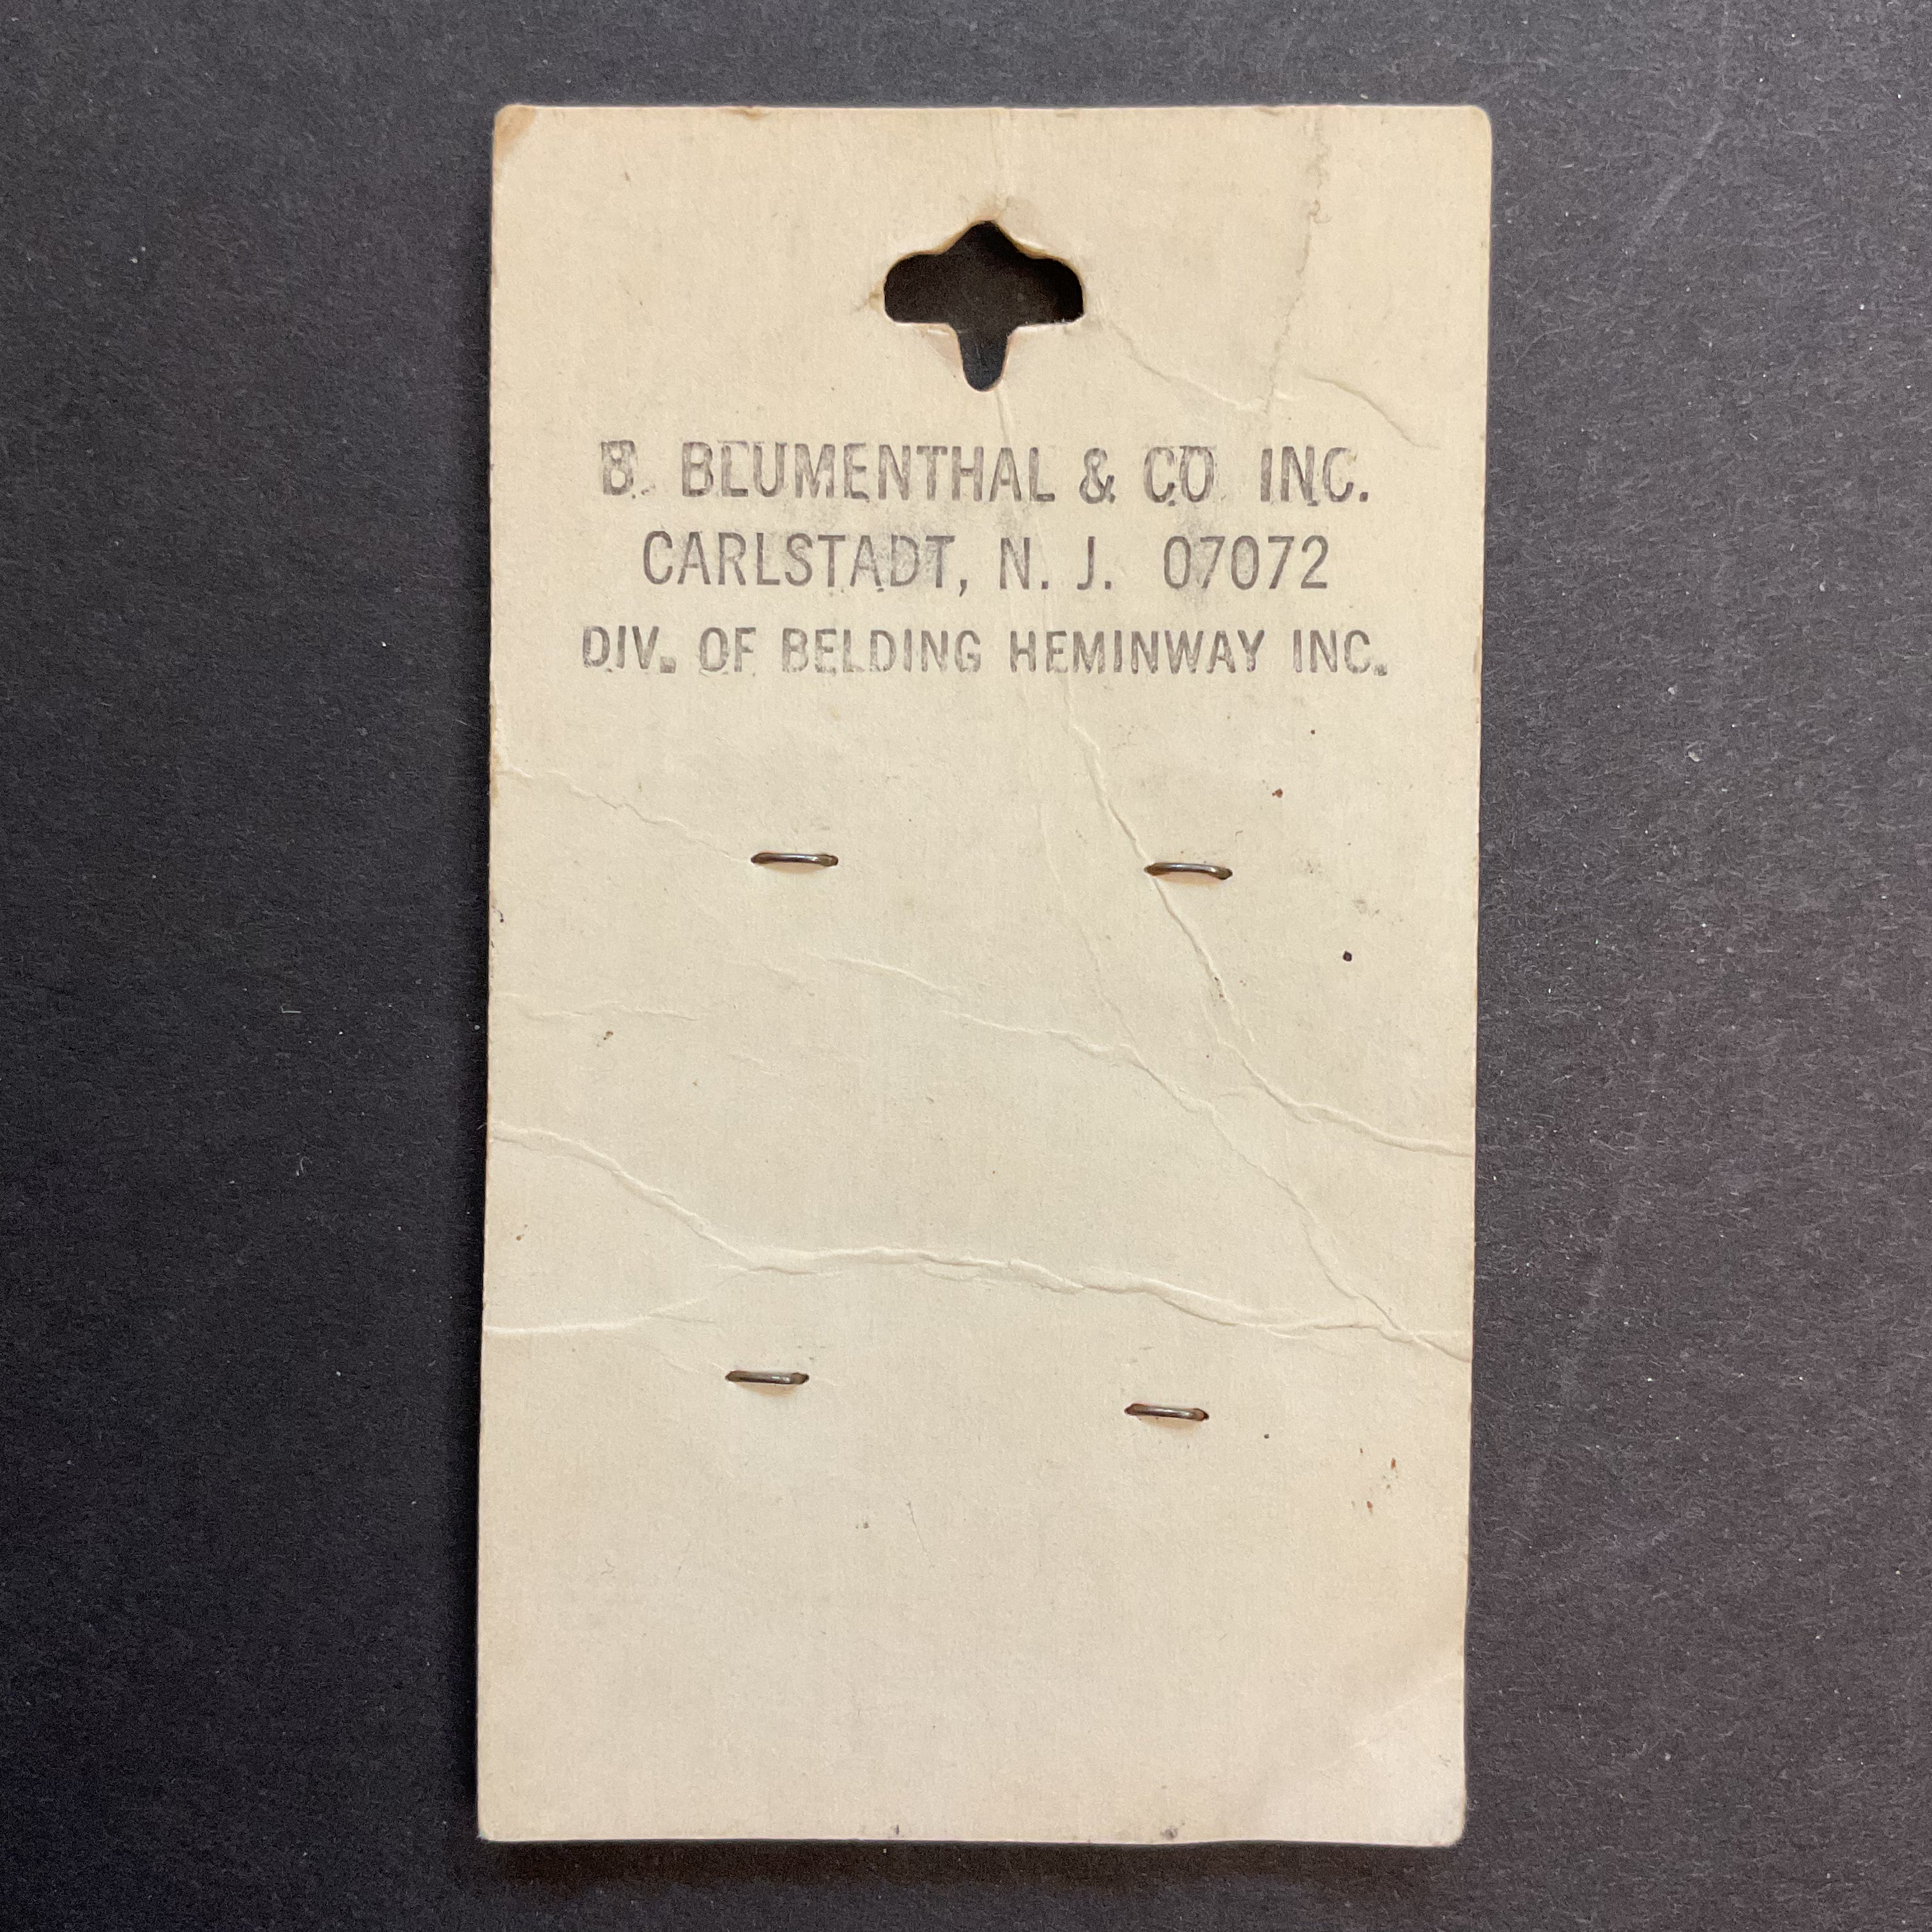 B. BLUMENTHAL & CO INC.
CARLSTADT, N. J. 07072
DIV. OF BELDING HEMINWAY INC.